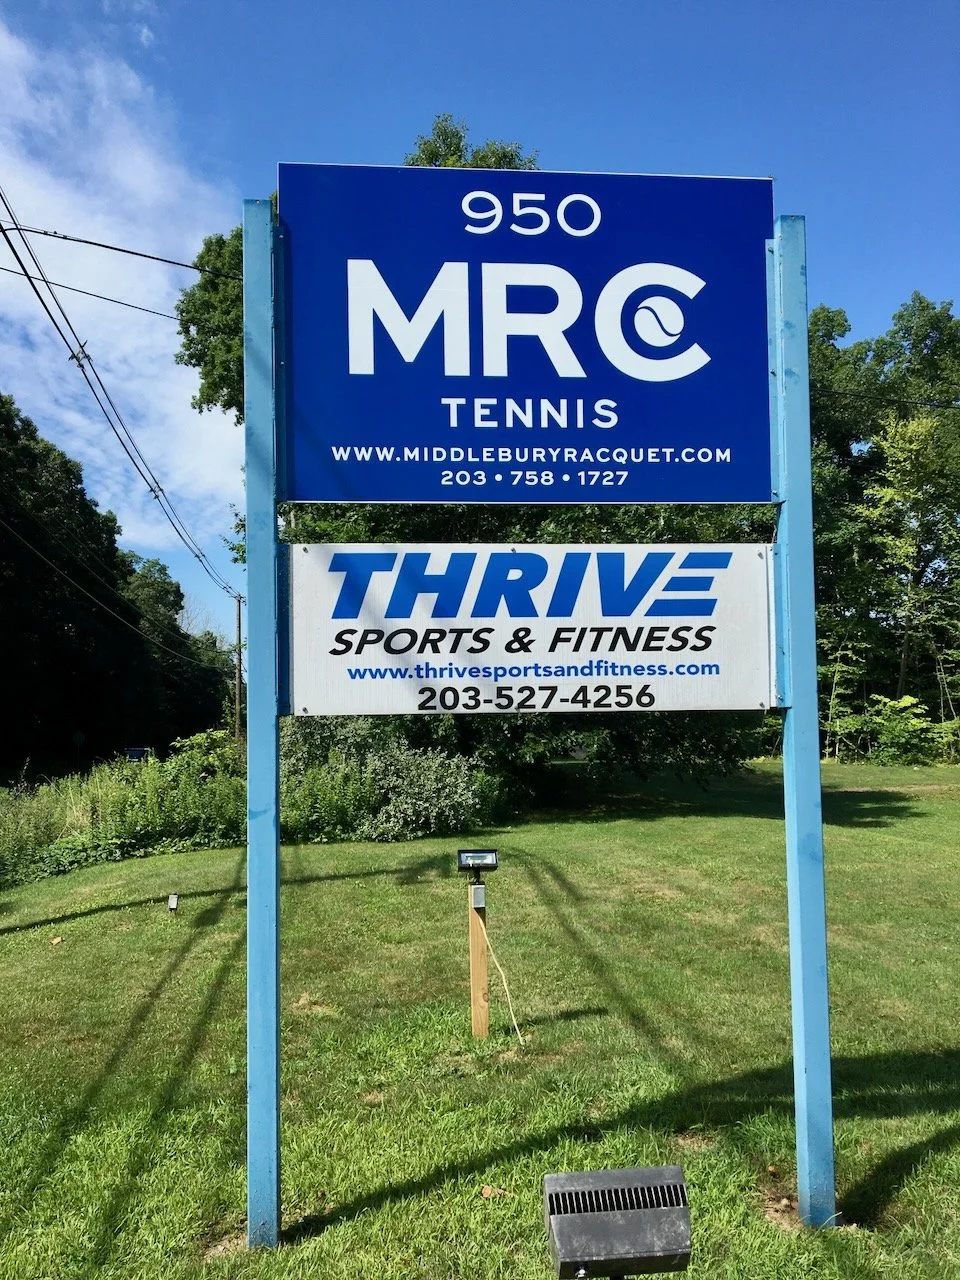 950
MRC
TENNIS
WWW.MIDDLEBURYRACQUET.COM
203 • 758 • 1727
THRIVE
SPORTS & FITNESS
www.thrivesportsandfitness.com
203-527-4256